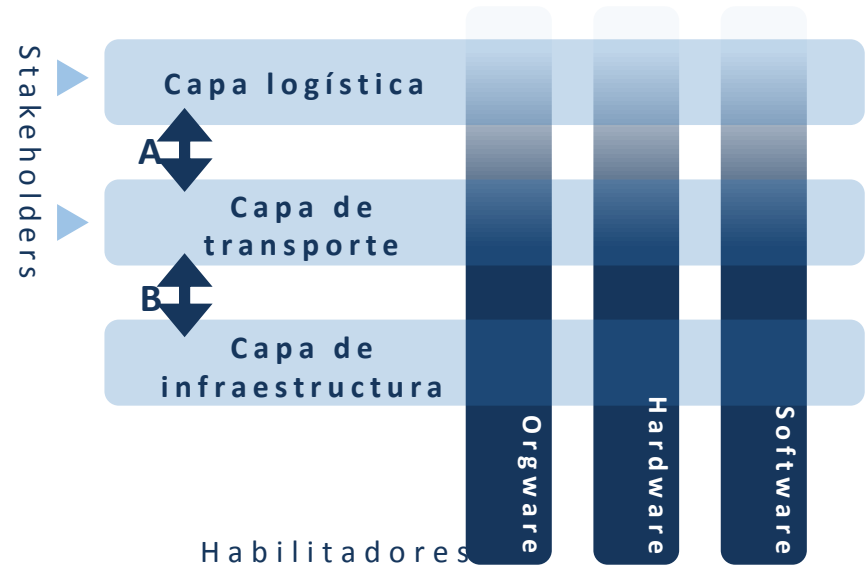 Stakeholders
Capa logística
A
Capa de
transporte
B
Capa de
infraestructura
Orgware
Hardware
Software
Habilitadores